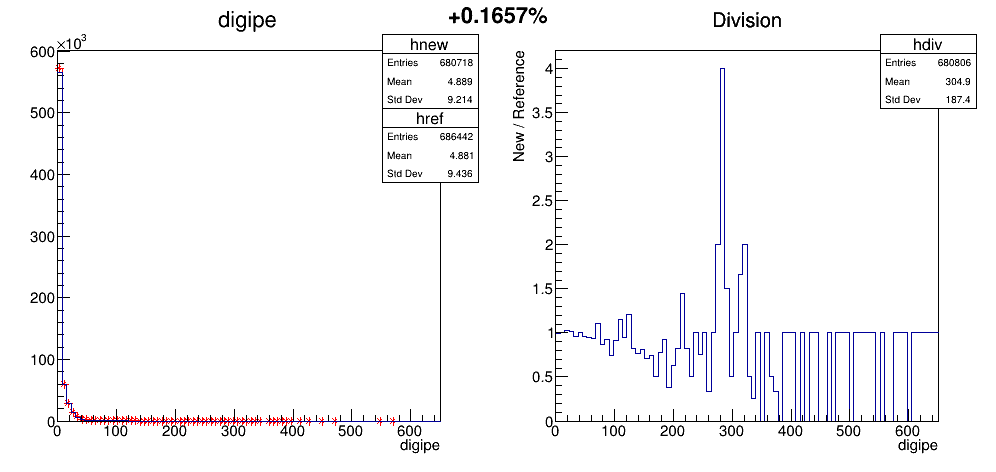 +0.1657%
digipe
×10³
600
500
400
300
200
100
0
0 100 200 300 400 500 600
digipe
hnew
Entries 680718
Mean 4.889
Std Dev 9.214
href
Entries 686442
Mean 4.881
Std Dev 9.436
Division
New / Reference
4
3.5
3
2.5
2
1.5
1
0.5
0
0 100 200 300 400 500 600
digipe
hdiv
Entries 680806
Mean 304.9
Std Dev 187.4